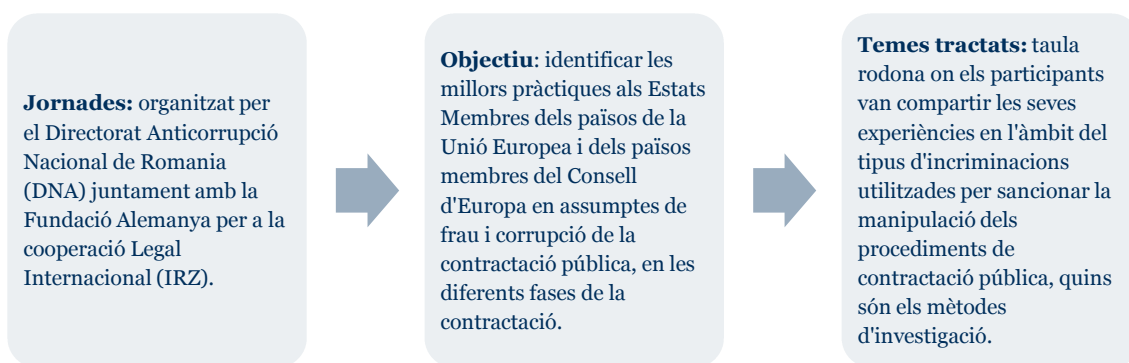 Jornades: organitzat per
el Directorat Anticorrupció
Nacional de Romania
(DNA) juntament amb la
Fundació Alemanya per a la
cooperació Legal
Internacional (IRZ).
Objectiu: identificar les
millors pràctiques als Estats
Membres dels països de la
Unió Europea i dels països
membres del Consell
d'Europa en assumptes de
frau i corrupció de la
contractació pública, en les
diferents fases de la
contractació.
Temes tractats: taula
rodona on els participants
van compartir les seves
experiències en l'àmbit del
tipus d'incriminacions
utilitzades per sancionar la
manipulació dels
procediments de
contractació pública, quins
són els mètodes
d'investigació.